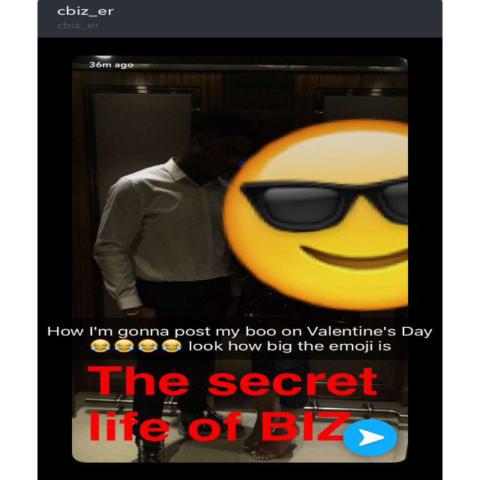 cbiz_er
cbiz_er
36m ago
How I'm gonna post my boo on Valentine's Day
😂😂😂😂 look how big the emoji is
The secret
life of BIZ